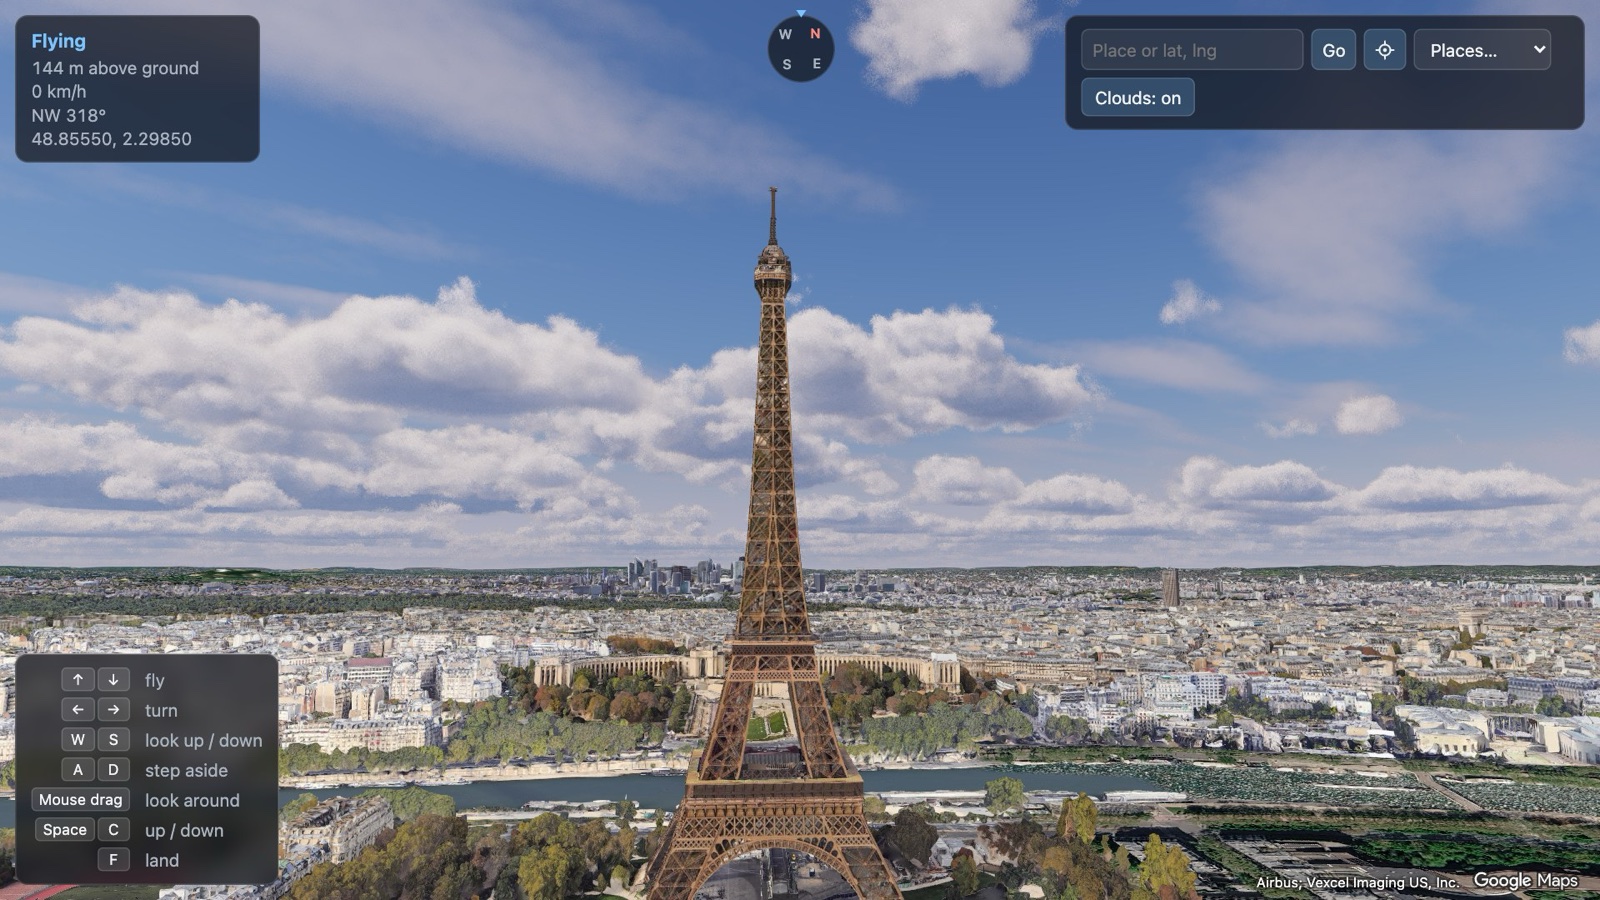 Flying
144 m above ground
0 km/h
NW 318°
48.85550, 2.29850
W N
S E
Place or lat, lng
Go
Places...
Clouds: on
↑ ↓ fly
← → turn
W S look up / down
A D step aside
Mouse drag look around
Space C up / down
F land
Airbus; Vexcel Imaging US, Inc. Google Maps